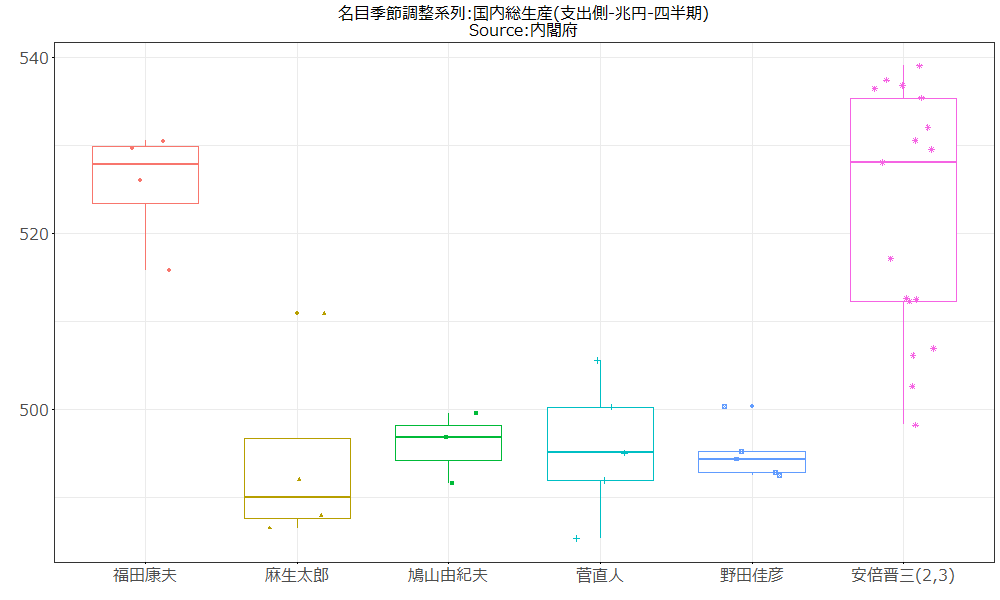 名目季節調整系列:国内総生産(支出側-兆円-四半期)
Source:内閣府
540
520
500
福田康夫
麻生太郎
鳩山由紀夫
菅直人
野田佳彦
安倍晋三(2,3)